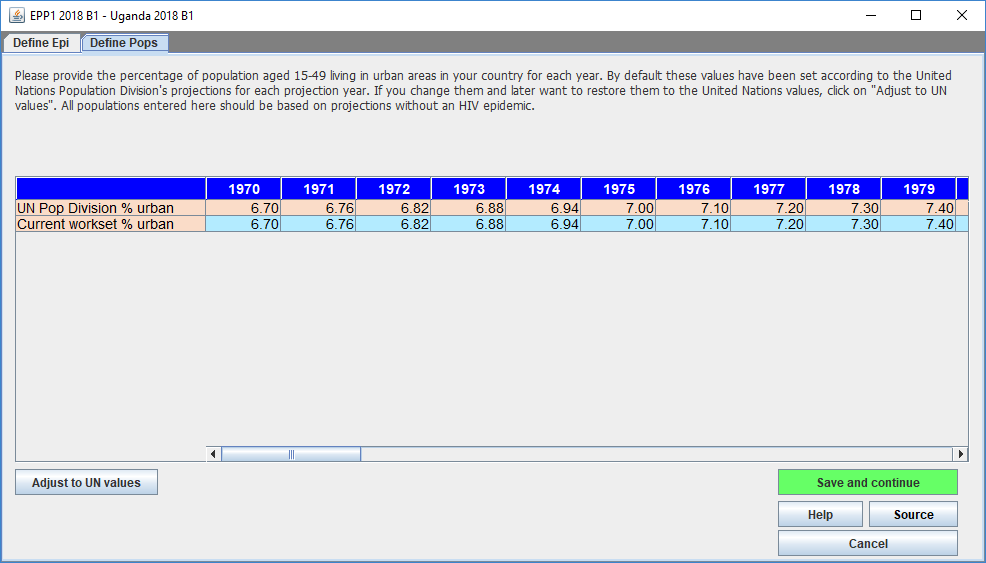 EPP1 2018 B1 - Uganda 2018 B1
Define Epi Define Pops
Please provide the percentage of population aged 15-49 living in urban areas in your country for each year. By default these values have been set according to the United
Nations Population Division's projections for each projection year. If you change them and later want to restore them to the United Nations values, click on "Adjust to UN
values". All populations entered here should be based on projections without an HIV epidemic.
1970 1971 1972 1973 1974 1975 1976 1977 1978 1979
UN Pop Division % urban 6.70 6.76 6.82 6.88 6.94 7.00 7.10 7.20 7.30 7.40
Current workset % urban 6.70 6.76 6.82 6.88 6.94 7.00 7.10 7.20 7.30 7.40
Adjust to UN values Save and continue
Help Source
Cancel